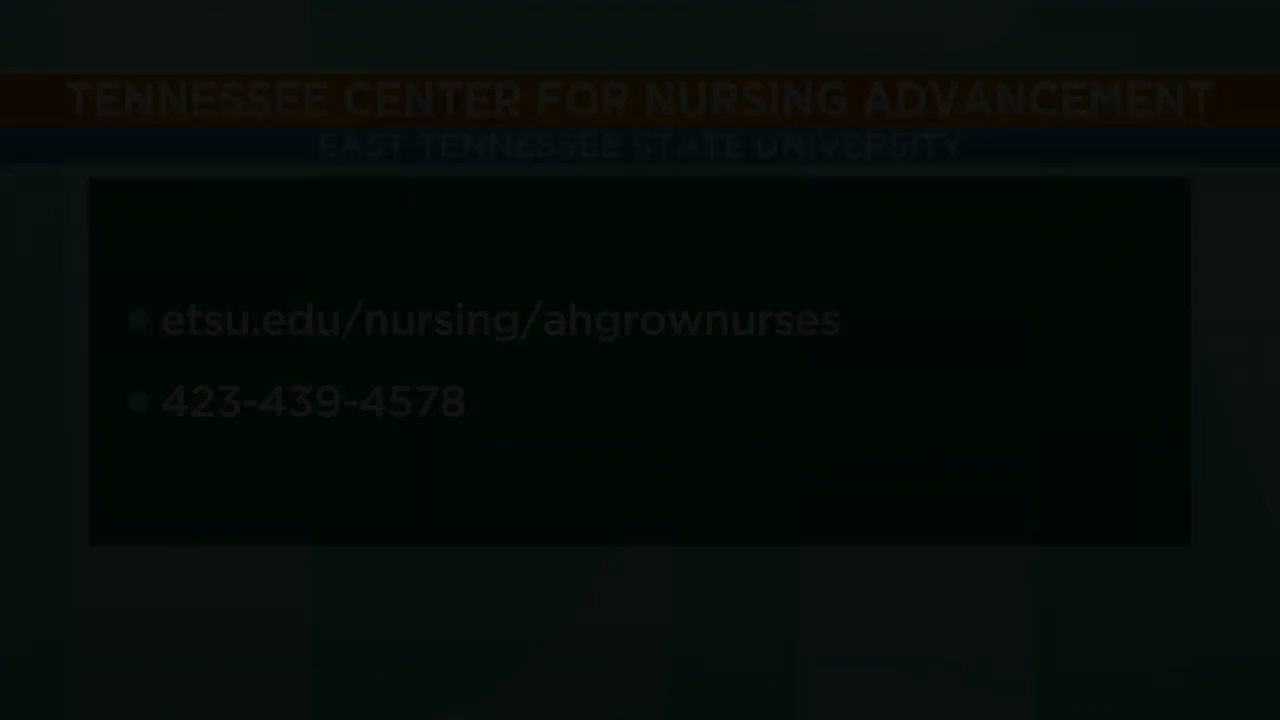 TENNESSEE CENTER FOR NURSING ADVANCEMENT
EAST TENNESSEE STATE UNIVERSITY
etsu.edu/nursing/ahgrownurses
423-439-4578